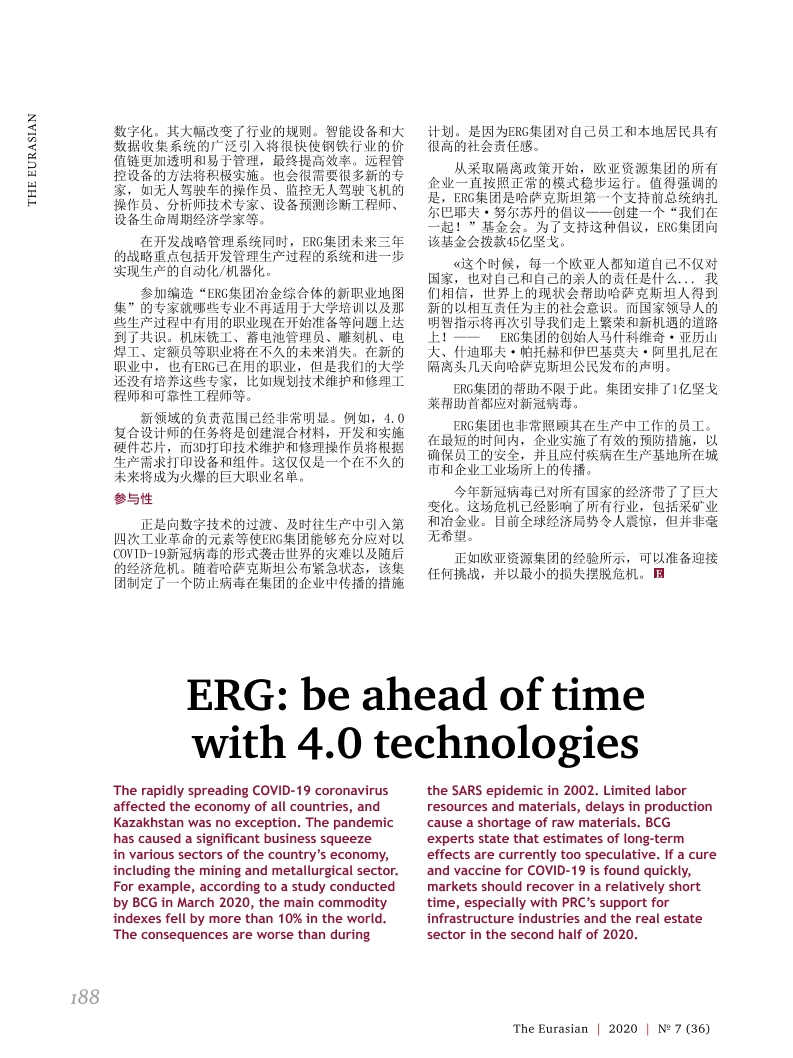 THE EURASIAN
数字化。其大幅改变了行业的规则。智能设备和大
数据收集系统的广泛引入将很快使钢铁行业的价
值链更加透明和易于管理，最终提高效率。远程管
控设备的方法将积极实施。也会很需要很多新的专
家，如无人驾驶车的操作员、监控无人驾驶飞机的
操作员、分析师技术专家、设备预测诊断工程师、
设备生命周期经济学家等。
在开发战略管理系统同时，ERG集团未来三年
的战略重点包括开发管理生产过程的系统和进一步
实现生产的自动化/机器化。
参加编造“ERG集团冶金综合体的新职业地图
集”的专家就哪些专业不再适用于大学培训以及那
些生产过程中有用的职业现在开始准备等问题上达
到了共识。机床铣工、蓄电池管理员、雕刻机、电
焊工、定额员等职业将在不久的未来消失。在新的
职业中，也有ERG已在用的职业，但是我们的大学
还没有培养这些专家，比如规划技术维护和修理工
程师和可靠性工程师等。
新领域的负责范围已经非常明显。例如，4.0
复合设计师的任务将是创建混合材料，开发和实施
硬件芯片，而3D打印技术维护和修理操作员将根据
生产需求打印设备和组件。这仅仅是一个在不久的
未来将成为火爆的巨大职业名单。
参与性
正是向数字技术的过渡、及时往生产中引入第
四次工业革命的元素等使ERG集团能够充分应对以
COVID-19新冠病毒的形式袭击世界的灾难以及随后
的经济危机。随着哈萨克斯坦公布紧急状态，该集
团制定了一个防止病毒在集团的企业中传播的措施
计划。是因为ERG集团对自己员工和本地居民具有
很高的社会责任感。
从采取隔离政策开始，欧亚资源集团的所有
企业一直按照正常的模式稳步运行。值得强调的
是，ERG集团是哈萨克斯坦第一个支持前总统纳扎
尔巴耶夫·努尔苏丹的倡议——创建一个“我们在
一起！”基金会。为了支持这种倡议，ERG集团向
该基金会拨款45亿坚戈。
«这个时候，每一个欧亚人都知道自己不仅对
国家，也对自己和自己的亲人的责任是什么... 我
们相信，世界上的现状会帮助哈萨克斯坦人得到
新的以相互责任为主的社会意识。而国家领导人的
明智指示将再次引导我们走上繁荣和新机遇的道路
上！—— ERG集团的创始人马什科维奇·亚历山
大、什迪耶夫·帕托赫和伊巴基莫夫·阿里扎尼在
隔离头几天向哈萨克斯坦公民发布的声明。
ERG集团的帮助不限于此。集团安排了1亿坚戈
莱帮助首都应对新冠病毒。
ERG集团也非常照顾其在生产中工作的员工。
在最短的时间内，企业实施了有效的预防措施，以
确保员工的安全，并且应付疾病在生产基地所在城
市和企业工业场所上的传播。
今年新冠病毒已对所有国家的经济带了了巨大
变化。这场危机已经影响了所有行业，包括采矿业
和冶金业。目前全球经济局势令人震惊，但并非毫
无希望。
正如欧亚资源集团的经验所示，可以准备迎接
任何挑战，并以最小的损失摆脱危机。 E
ERG: be ahead of time
with 4.0 technologies
The rapidly spreading COVID-19 coronavirus
affected the economy of all countries, and
Kazakhstan was no exception. The pandemic
has caused a significant business squeeze
in various sectors of the country’s economy,
including the mining and metallurgical sector.
For example, according to a study conducted
by BCG in March 2020, the main commodity
indexes fell by more than 10% in the world.
The consequences are worse than during
the SARS epidemic in 2002. Limited labor
resources and materials, delays in production
cause a shortage of raw materials. BCG
experts state that estimates of long-term
effects are currently too speculative. If a cure
and vaccine for COVID-19 is found quickly,
markets should recover in a relatively short
time, especially with PRC’s support for
infrastructure industries and the real estate
sector in the second half of 2020.
188
The Eurasian | 2020 | № 7 (36)